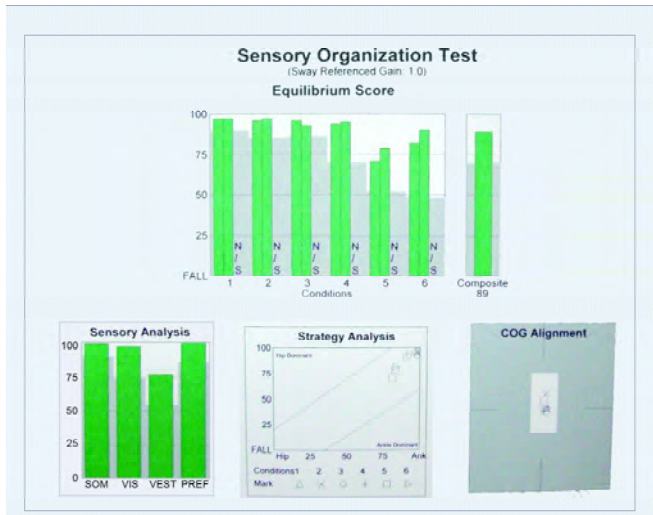 Sensory Organization Test
(Sway Referenced Gain: 1.0)
Equilibrium Score
100
75
50
25
FALL
N / S N / S N / S N / S N / S N / S
1 2 3 4 5 6
Conditions
Composite
89
Sensory Analysis
100
75
50
25
0
SOM VIS VEST PREF
Strategy Analysis
100
Hip Dominant
75
50
25
FALL
Ankle Dominant
Hip 25 50 75 Ank
Conditions1 2 3 4 5 6
Mark
COG Alignment